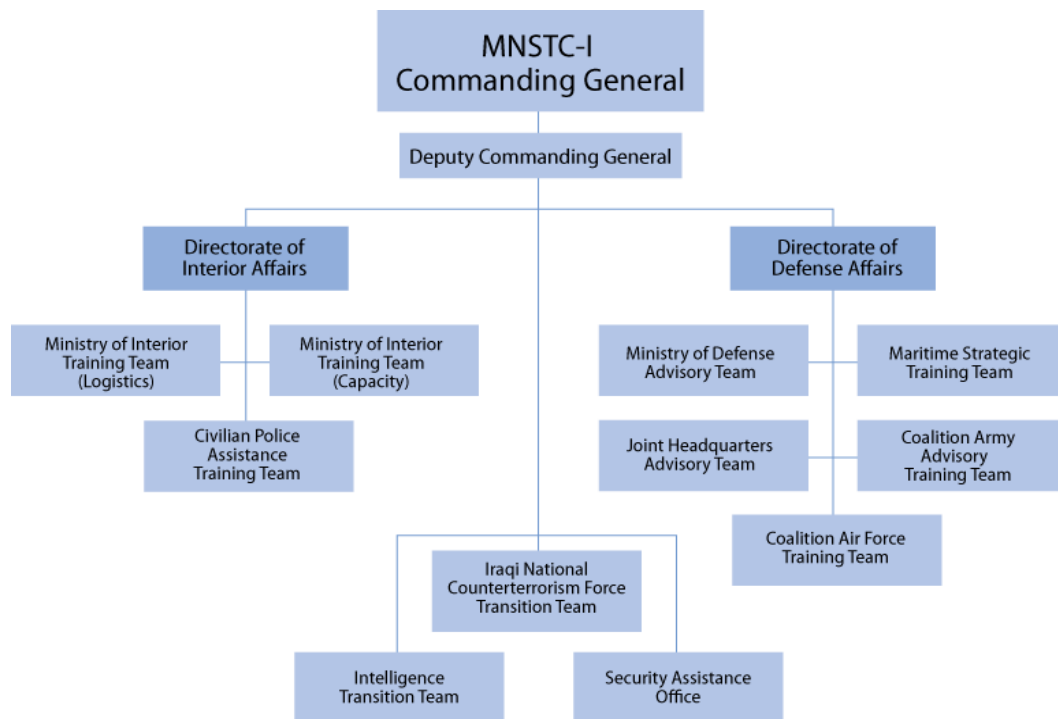 MNSTC-I
Commanding General
Deputy Commanding General
Directorate of
Interior Affairs
Directorate of
Defense Affairs
Ministry of Interior
Training Team
(Logistics)
Ministry of Interior
Training Team
(Capacity)
Ministry of Defense
Advisory Team
Maritime Strategic
Training Team
Civilian Police
Assistance
Training Team
Joint Headquarters
Advisory Team
Coalition Army
Advisory
Training Team
Coalition Air Force
Training Team
Iraqi National
Counterterrorism Force
Transition Team
Intelligence
Transition Team
Security Assistance
Office